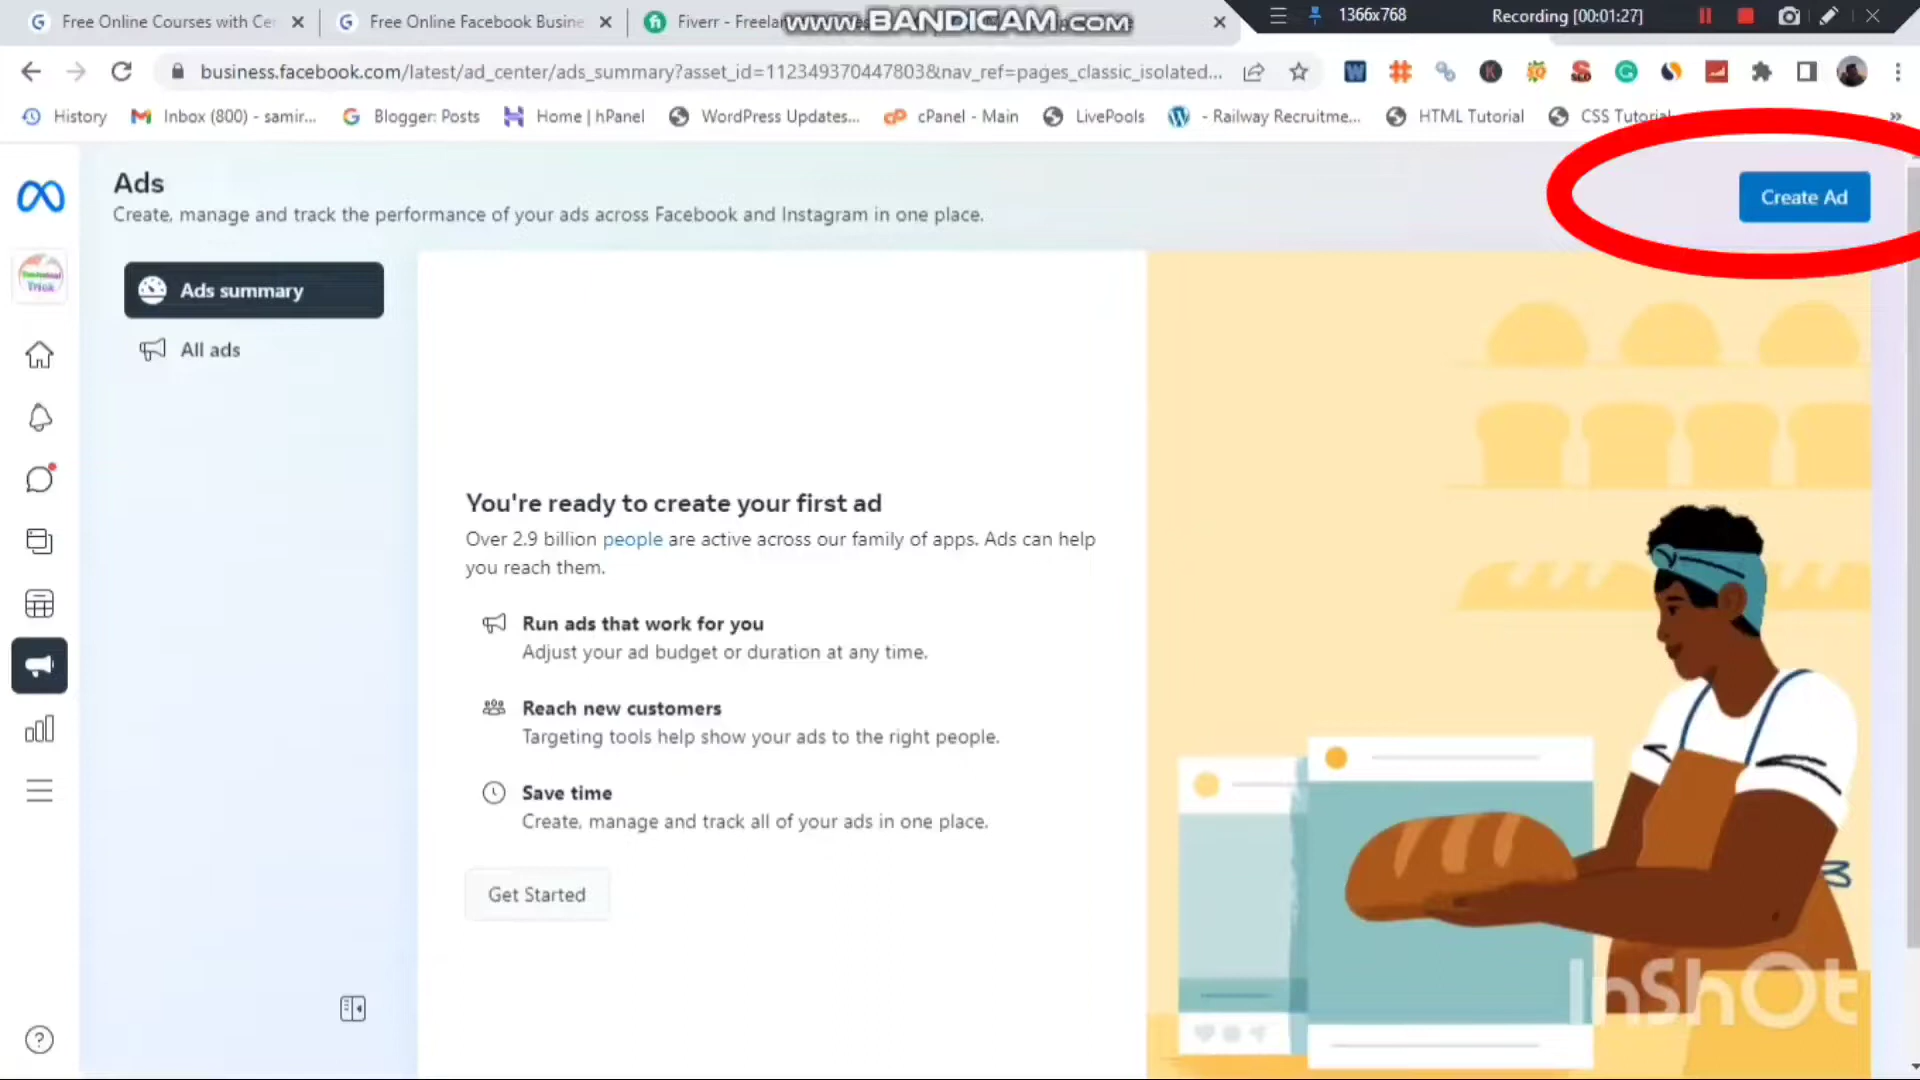 Free Online Courses with Ce
Free Online Facebook Busine
Fiverr - Freela
www.BANDICAM.com
1366x768
Recording [00:01:27]
business.facebook.com/latest/ad_center/ads_summary?asset_id=112349370447803&nav_ref=pages_classic_isolated...
History
Inbox (800) - samir...
Blogger: Posts
Home | hPanel
WordPress Updates...
cPanel - Main
LivePools
- Railway Recruitme...
HTML Tutorial
CSS Tutorial
»
Ads
Create, manage and track the performance of your ads across Facebook and Instagram in one place.
Create Ad
Trick
Ads summary
All ads
You're ready to create your first ad
Over 2.9 billion people are active across our family of apps. Ads can help
you reach them.
Run ads that work for you
Adjust your ad budget or duration at any time.
Reach new customers
Targeting tools help show your ads to the right people.
Save time
Create, manage and track all of your ads in one place.
Get Started
InShOt